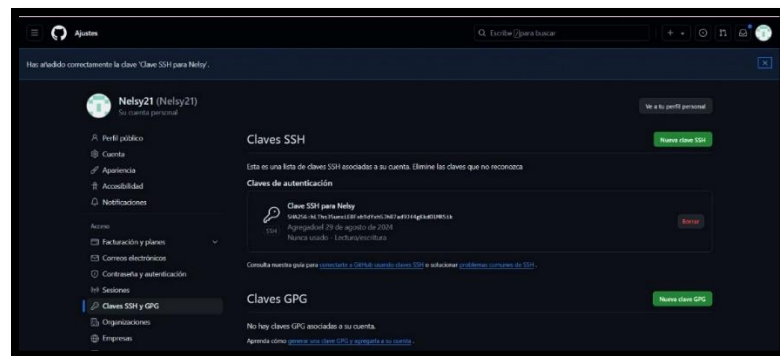 Ajustes
Escribe / para buscar
Has añadido correctamente la clave 'Clave SSH para Nelsy'.
Nelsy21 (Nelsy21)
Su cuenta personal
Ve a tu perfil personal
Perfil público
Cuenta
Apariencia
Accesibilidad
Notificaciones
Acceso
Facturación y planes
Correos electrónicos
Contraseña y autenticación
Sesiones
Claves SSH y GPG
Organizaciones
Empresas
Claves SSH
Nueva clave SSH
Esta es una lista de claves SSH asociadas a su cuenta. Elimine las claves que no reconozca
Claves de autenticación
Clave SSH para Nelsy
SSH
Agregadoel 29 de agosto de 2024
Nunca usado - Lectura/escritura
Borrar
Consulta nuestra guía para conectarte a GitHub usando claves SSH o solucionar problemas comunes de SSH .
Claves GPG
Nueva clave GPG
No hay claves GPG asociadas a su cuenta.
Aprenda cómo generar una clave GPG y agregarla a su cuenta .